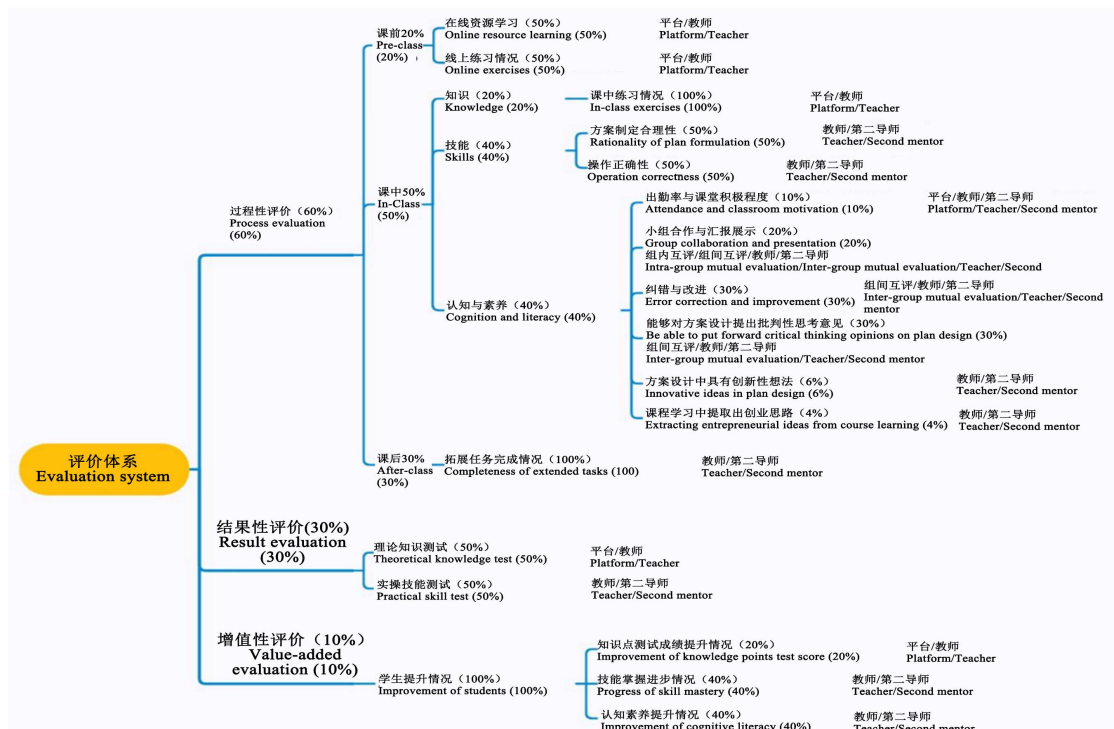 评价体系
Evaluation system
过程性评价（60%）
Process evaluation
(60%)
课前20%
Pre-class
(20%)
在线资源学习（50%）
Online resource learning (50%)
平台/教师
Platform/Teacher
线上练习情况（50%）
Online exercises (50%)
平台/教师
Platform/Teacher
课中50%
In-Class
(50%)
知识（20%）
Knowledge (20%)
课中练习情况（100%）
In-class exercises (100%)
平台/教师
Platform/Teacher
技能（40%）
Skills (40%)
方案制定合理性（50%）
Rationality of plan formulation (50%)
教师/第二导师
Teacher/Second mentor
操作正确性（50%）
Operation correctness (50%)
教师/第二导师
Teacher/Second mentor
认知与素养（40%）
Cognition and literacy (40%)
出勤率与课堂积极程度（10%）
Attendance and classroom motivation (10%)
平台/教师/第二导师
Platform/Teacher/Second mentor
小组合作与汇报展示（20%）
Group collaboration and presentation (20%)
组内互评/组间互评/教师/第二导师
Intra-group mutual evaluation/Inter-group mutual evaluation/Teacher/Second
纠错与改进（30%）
Error correction and improvement (30%)
组间互评/教师/第二导师
Inter-group mutual evaluation/Teacher/Second
mentor
能够对方案设计提出批判性思考意见（30%）
Be able to put forward critical thinking opinions on plan design (30%)
组间互评/教师/第二导师
Inter-group mutual evaluation/Teacher/Second mentor
方案设计中具有创新性想法（6%）
Innovative ideas in plan design (6%)
教师/第二导师
Teacher/Second mentor
课程学习中提取出创业思路（4%）
Extracting entrepreneurial ideas from course learning (4%)
教师/第二导师
Teacher/Second mentor
课后30%
After-class
(30%)
拓展任务完成情况（100%）
Completeness of extended tasks (100)
教师/第二导师
Teacher/Second mentor
结果性评价(30%)
Result evaluation
(30%)
理论知识测试（50%）
Theoretical knowledge test (50%)
平台/教师
Platform/Teacher
实操技能测试（50%）
Practical skill test (50%)
教师/第二导师
Teacher/Second mentor
增值性评价（10%）
Value-added
evaluation (10%)
学生提升情况（100%）
Improvement of students (100%)
知识点测试成绩提升情况（20%）
Improvement of knowledge points test score (20%)
平台/教师
Platform/Teacher
技能掌握进步情况（40%）
Progress of skill mastery (40%)
教师/第二导师
Teacher/Second mentor
认知素养提升情况（40%）
Improvement of cognitive literacy (40%)
教师/第二导师
Teacher/Second mentor